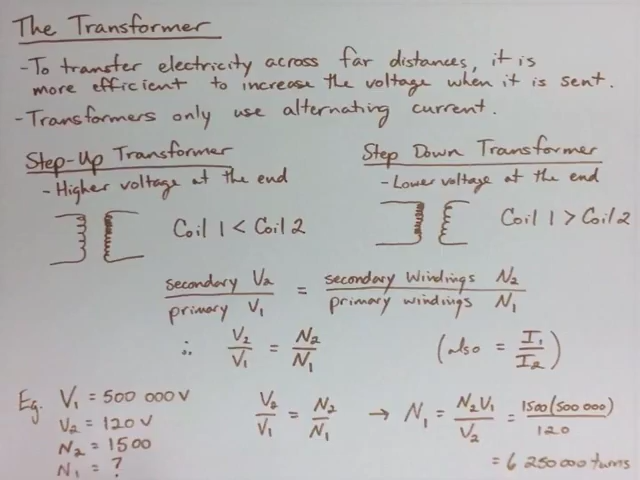 The Transformer
- To transfer electricity across far distances, it is
more efficient to increase the voltage when it is sent.
- Transformers only use alternating current.
Step-Up Transformer
- Higher voltage at the end
Coil 1 < Coil 2
Step Down Transformer
- Lower voltage at the end
Coil 1 > Coil 2
secondary V₂ / primary V₁ = secondary windings N₂ / primary windings N₁
∴ V₂/V₁ = N₂/N₁ (also = I₁/I₂)
Eg. V₁ = 500 000 V
V₂ = 120 V
N₂ = 1500
N₁ = ?
V₂/V₁ = N₂/N₁ → N₁ = N₂V₁/V₂ = 1500(500 000)/120
= 6 250 000 turns